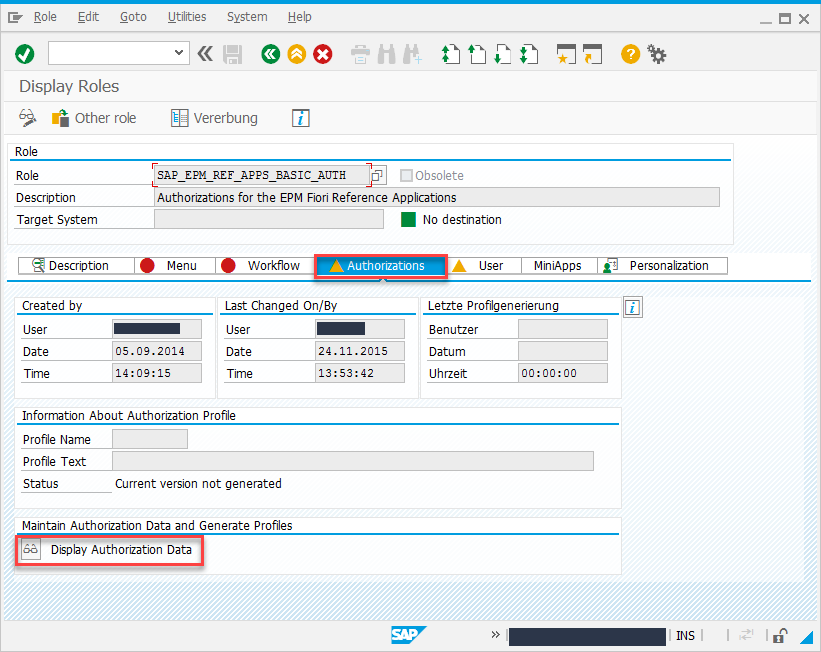 Role Edit Goto Utilities System Help
Display Roles
Other role Vererbung i
Role
Role SAP_EPM_REF_APPS_BASIC_AUTH Obsolete
Description Authorizations for the EPM Fiori Reference Applications
Target System No destination
Description Menu Workflow Authorizations User MiniApps Personalization
Created by Last Changed On/By Letzte Profilgenerierung i
User User Benutzer
Date 05.09.2014 Date 24.11.2015 Datum
Time 14:09:15 Time 13:53:42 Uhrzeit 00:00:00
Information About Authorization Profile
Profile Name
Profile Text
Status Current version not generated
Maintain Authorization Data and Generate Profiles
Display Authorization Data
SAP » INS